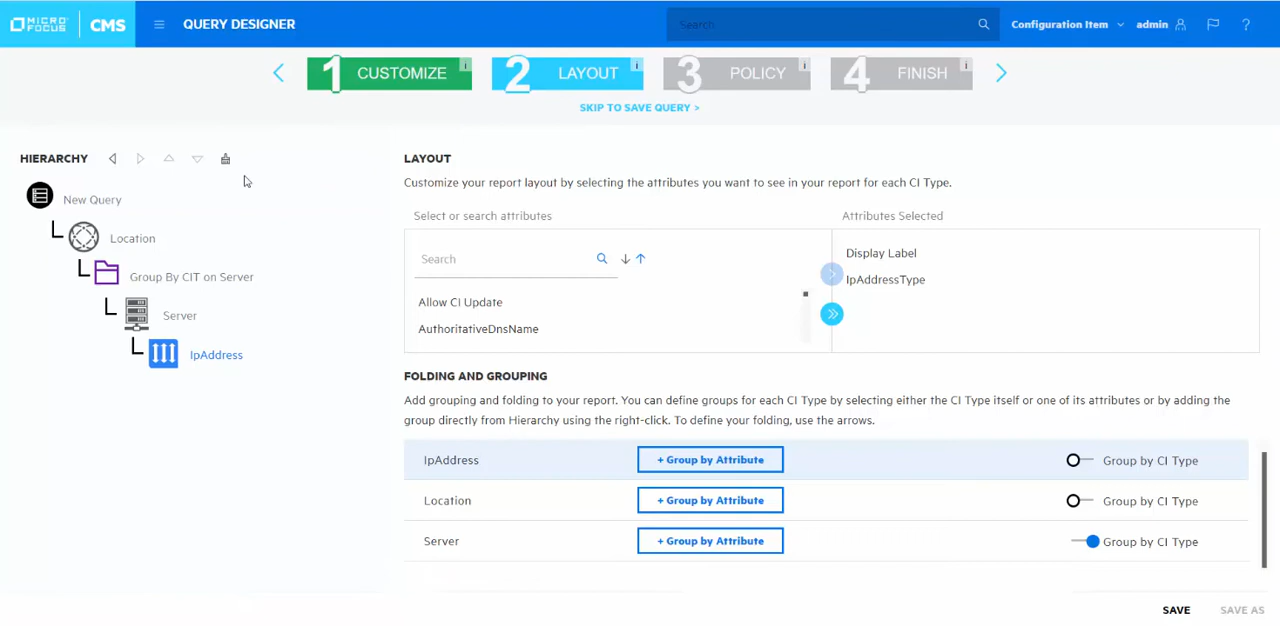 MICRO FOCUS CMS QUERY DESIGNER Search Configuration Item admin ?
1 CUSTOMIZE i 2 LAYOUT i 3 POLICY i 4 FINISH i
SKIP TO SAVE QUERY >
HIERARCHY
New Query
Location
Group By CIT on Server
Server
IpAddress
LAYOUT
Customize your report layout by selecting the attributes you want to see in your report for each CI Type.
Select or search attributes
Attributes Selected
Search
Allow CI Update
AuthoritativeDnsName
Display Label
IpAddressType
FOLDING AND GROUPING
Add grouping and folding to your report. You can define groups for each CI Type by selecting either the CI Type itself or one of its attributes or by adding the
group directly from Hierarchy using the right-click. To define your folding, use the arrows.
IpAddress + Group by Attribute Group by CI Type
Location + Group by Attribute Group by CI Type
Server + Group by Attribute Group by CI Type
SAVE SAVE AS